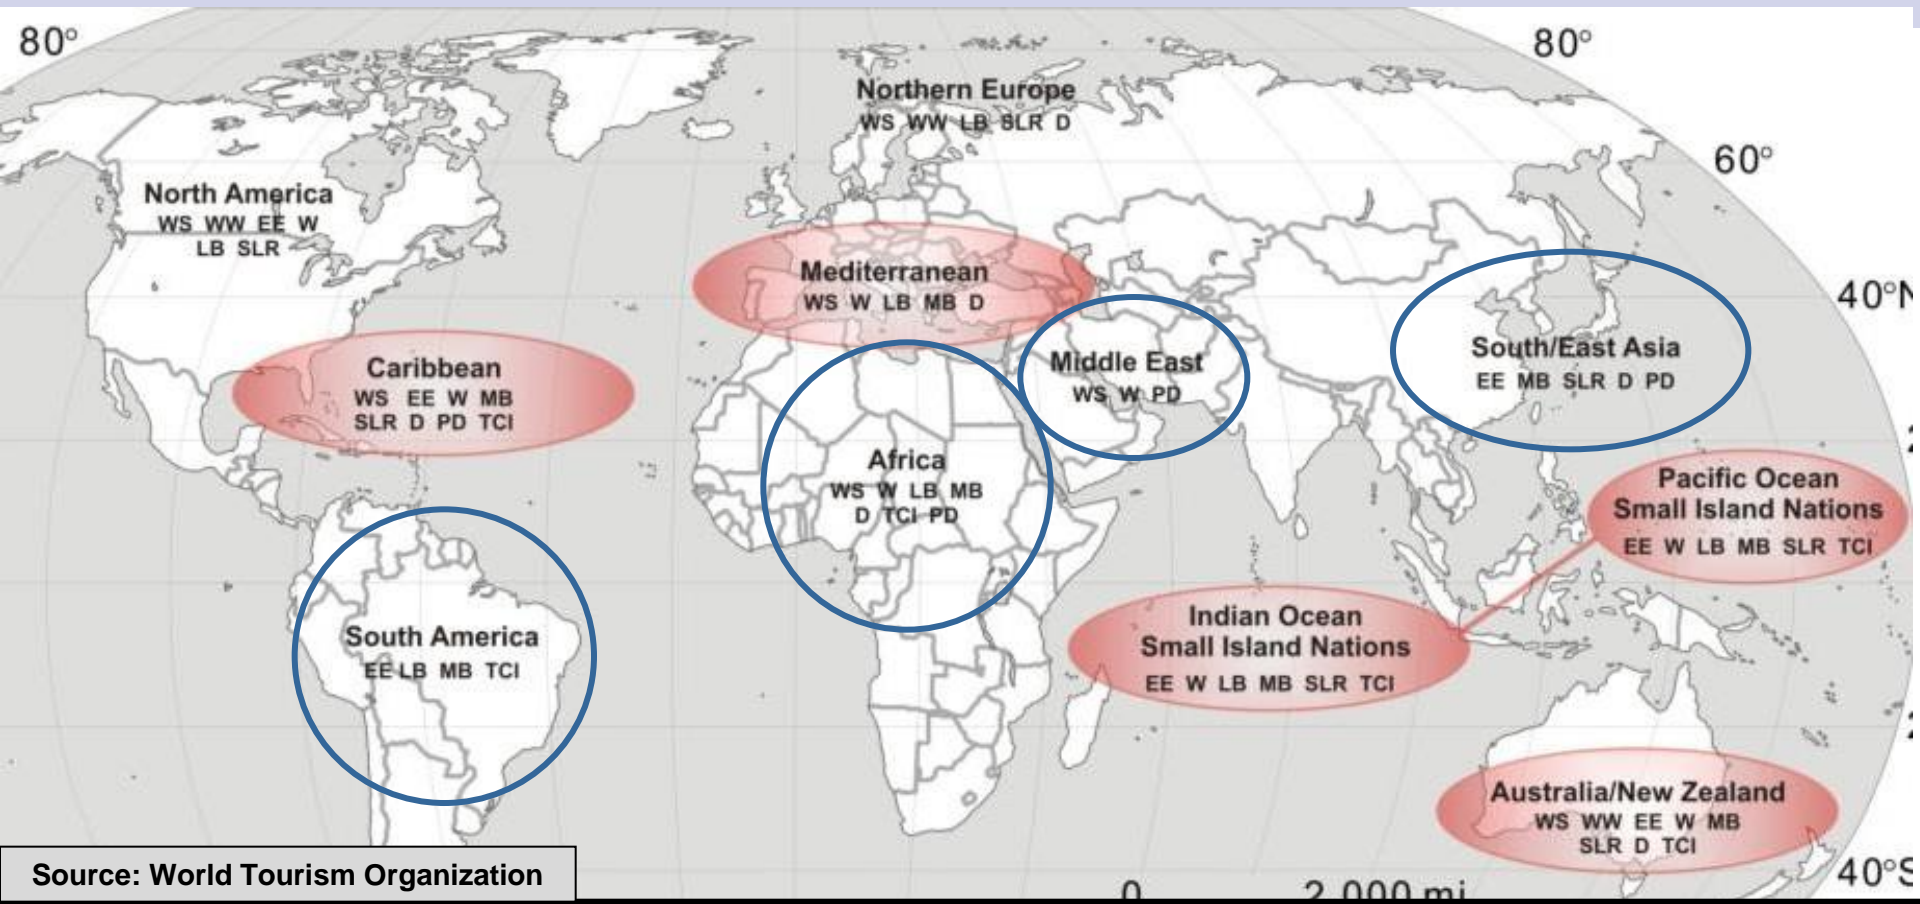 80°
80°
Northern Europe
WS WW LB SLR D
60°
North America
WS WW EE W
LB SLR
Mediterranean
WS W LB MB D
40°N
Caribbean
WS EE W MB
SLR D PD TCI
Middle East
WS W PD
South/East Asia
EE MB SLR D PD
Africa
WS W LB MB
D TCI PD
Pacific Ocean
Small Island Nations
EE W LB MB SLR TCI
South America
EE LB MB TCI
Indian Ocean
Small Island Nations
EE W LB MB SLR TCI
Australia/New Zealand
WS WW EE W MB
SLR D TCI
40°S
Source: World Tourism Organization
0 2,000 mi